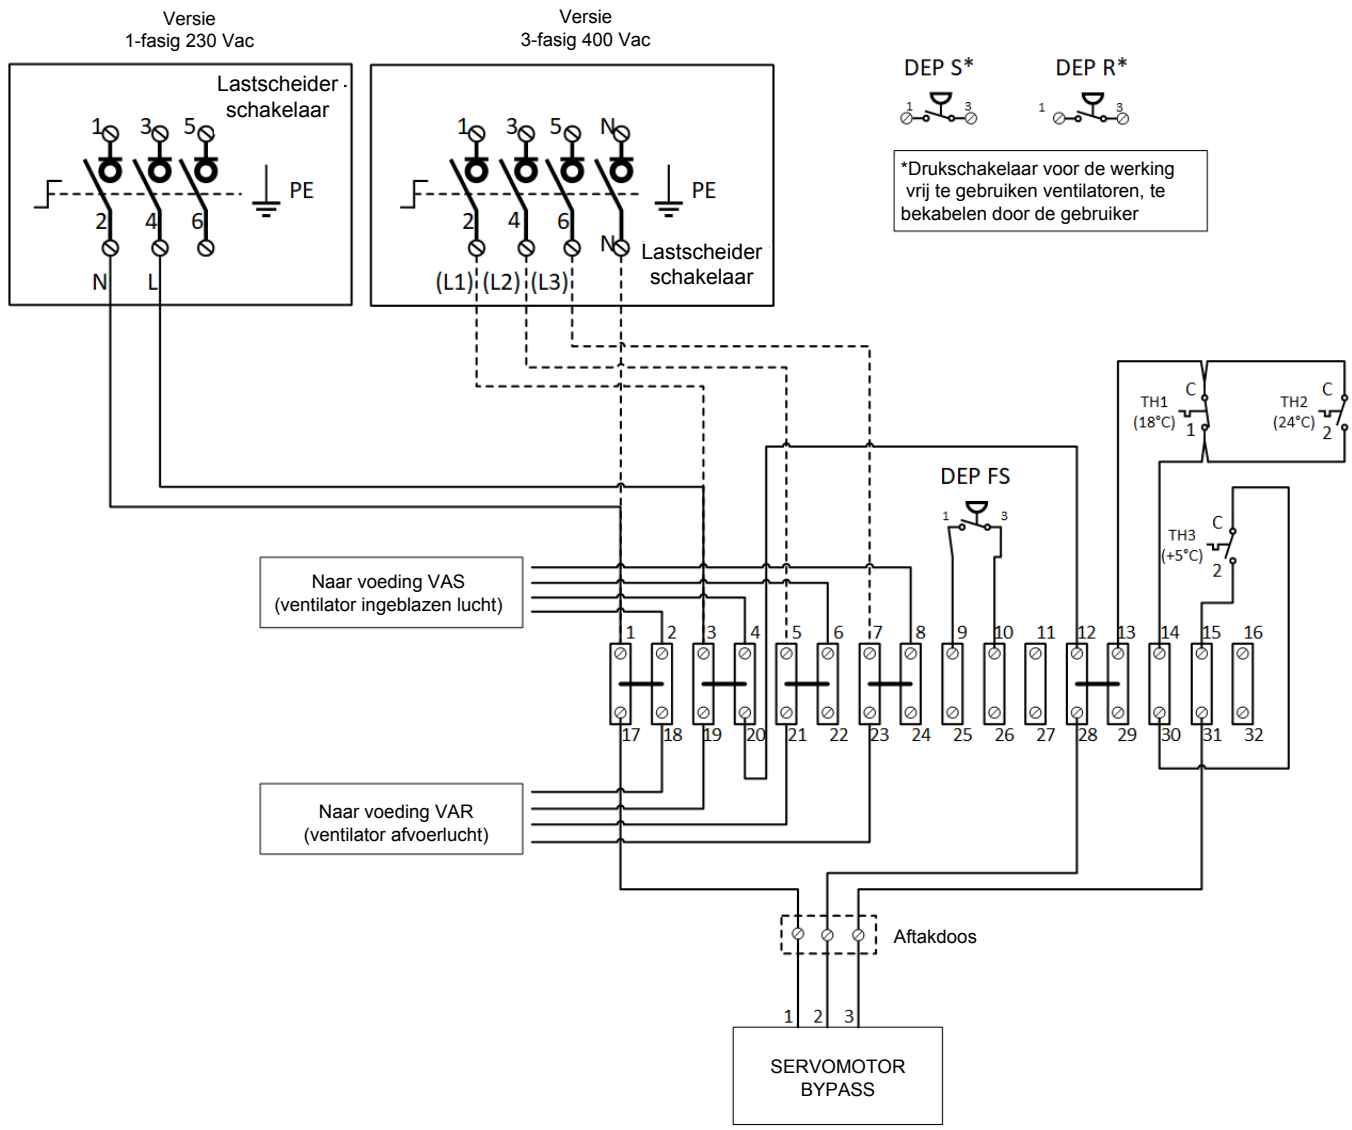 Versie
1-fasig 230 Vac
Versie
3-fasig 400 Vac
Lastscheider
schakelaar
1 3 5
PE
2 4 6
N L
1 3 5 N
PE
2 4 6 N
Lastscheider
schakelaar
(L1) (L2) (L3)
DEP S*
DEP R*
1 3
1 3
*Drukschakelaar voor de werking
vrij te gebruiken ventilatoren, te
bekabelen door de gebruiker
C
TH1
(18°C)
1
C
TH2
(24°C)
2
DEP FS
1 3
C
TH3
(+5°C)
2
Naar voeding VAS
(ventilator ingeblazen lucht)
1 2 3 4 5 6 7 8 9 10 11 12 13 14 15 16
17 18 19 20 21 22 23 24 25 26 27 28 29 30 31 32
Naar voeding VAR
(ventilator afvoerlucht)
Aftakdoos
1 2 3
SERVOMOTOR
BYPASS